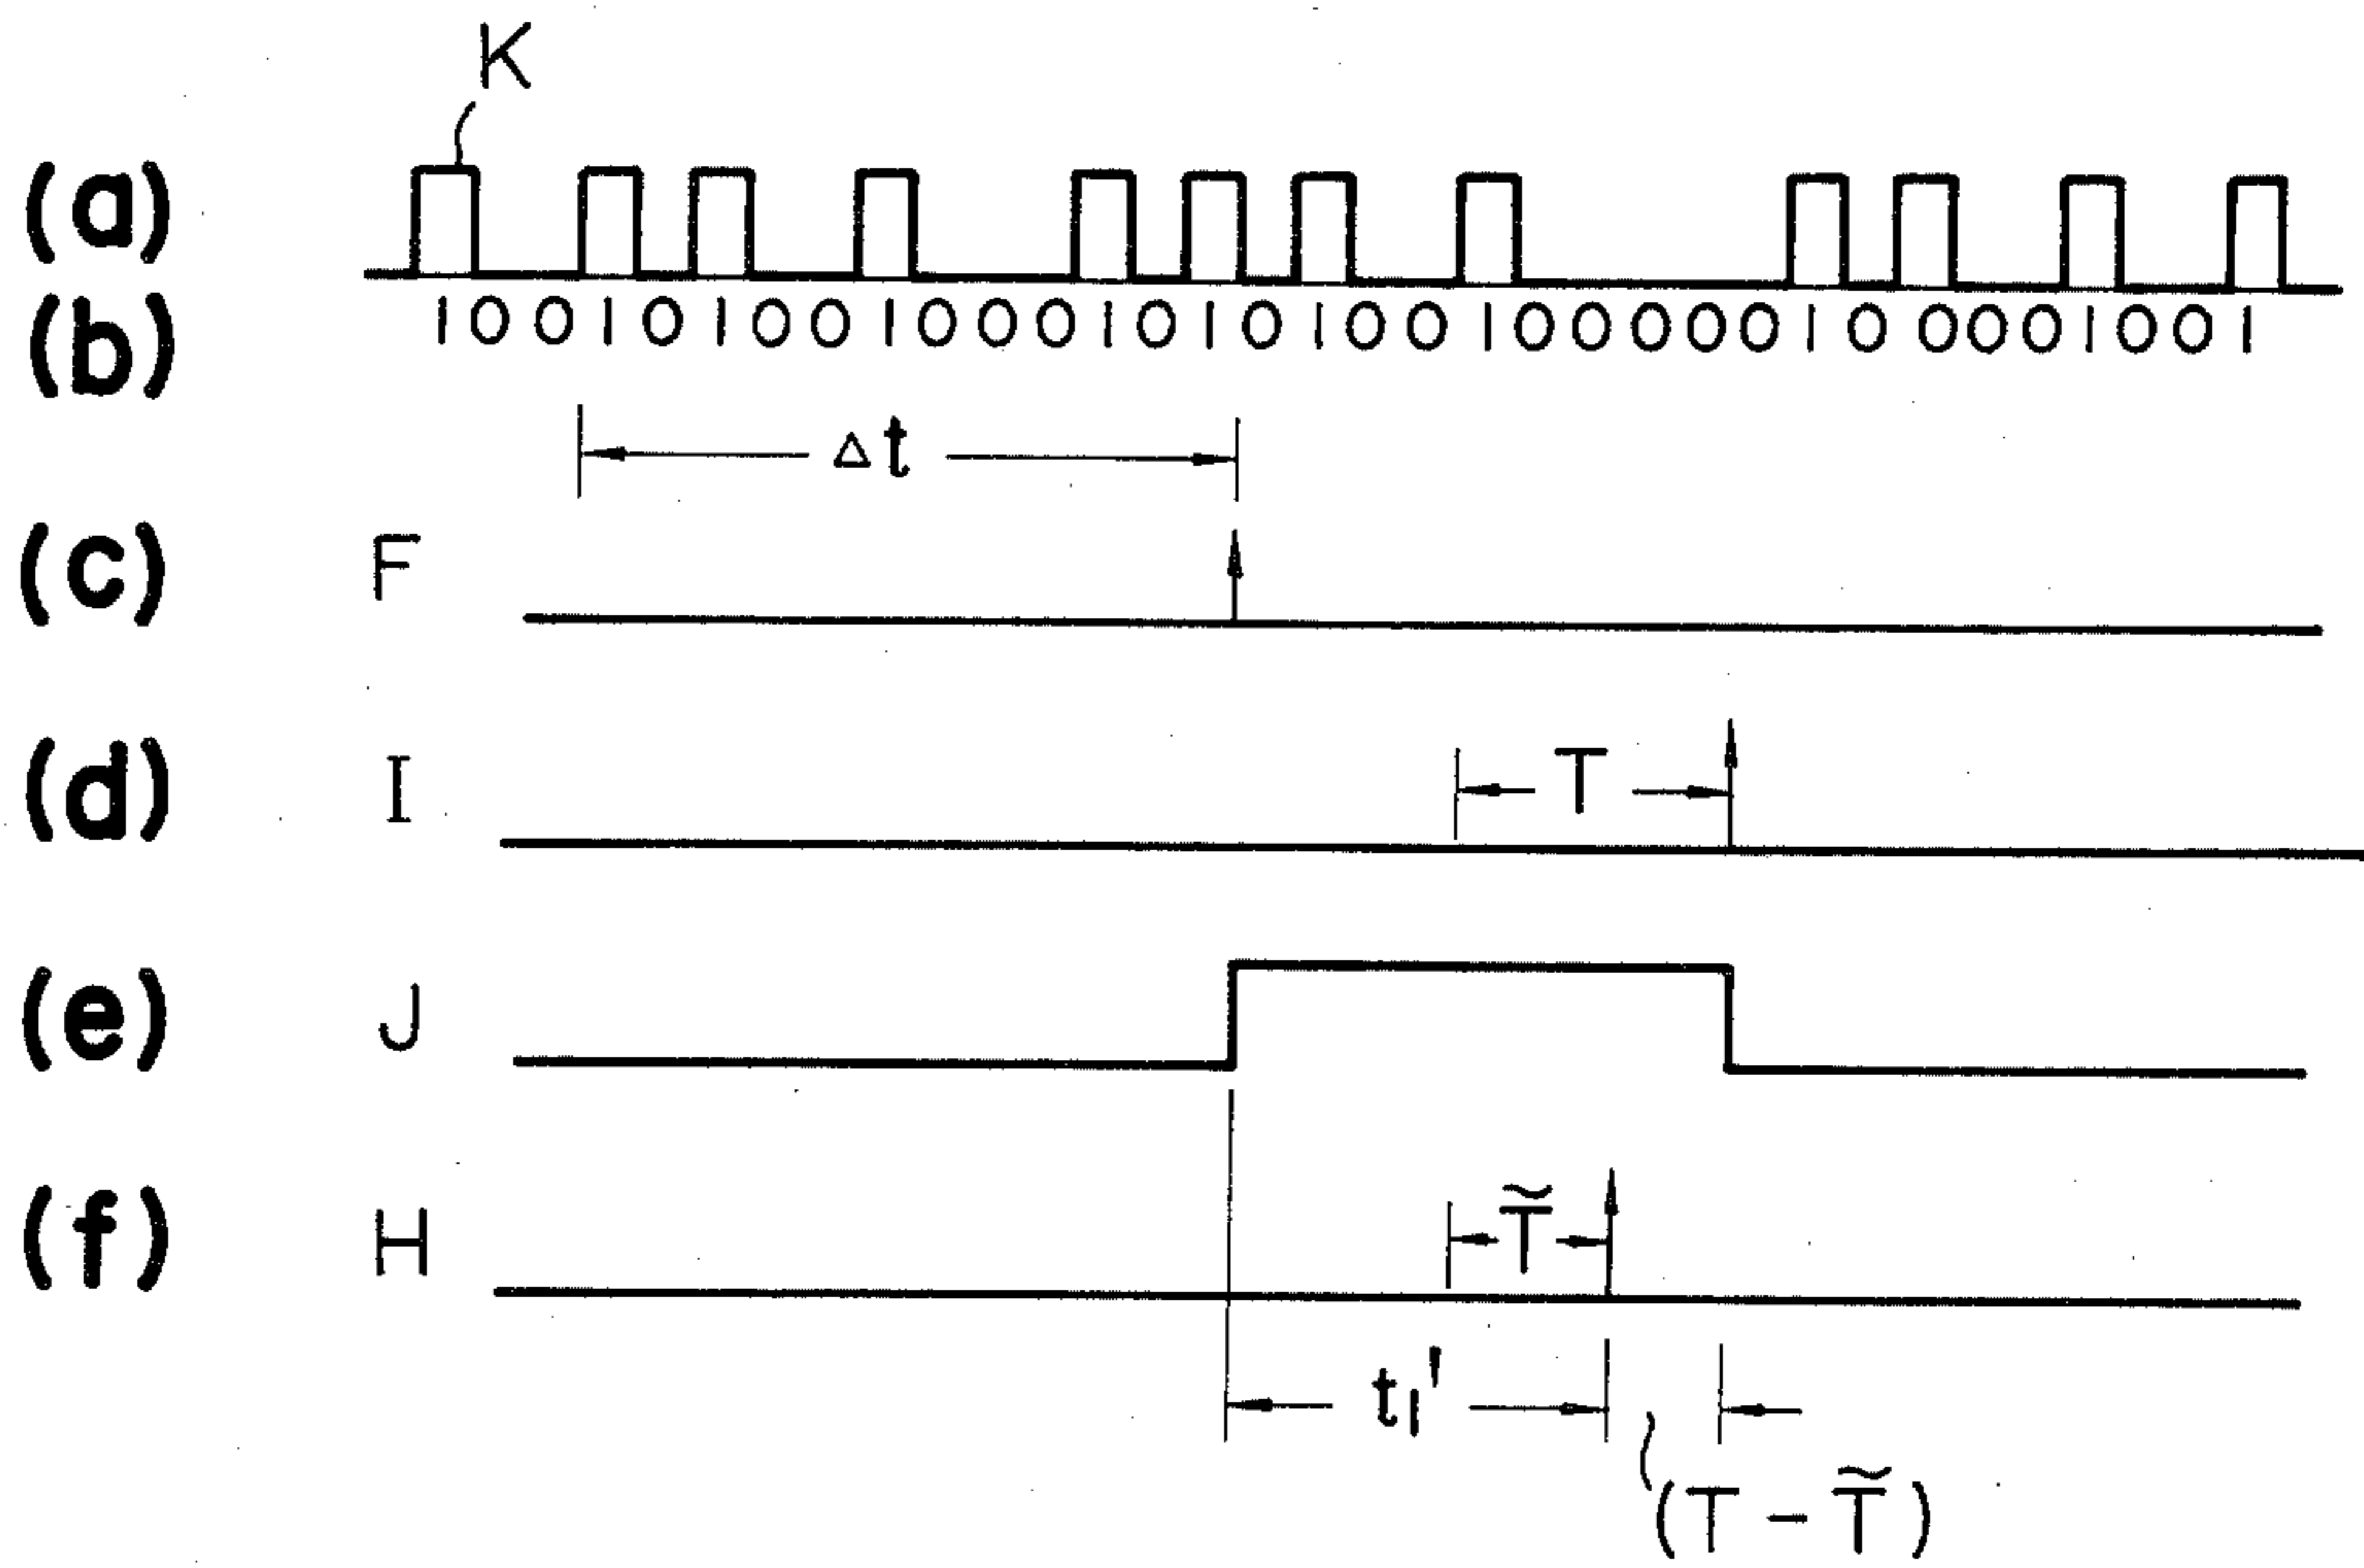 K
(a)
(b) 1001010010001010100100000100001001
Δt
(c) F
(d) I T
(e) J
(f) H T̃
t₁'
(T - T̃)